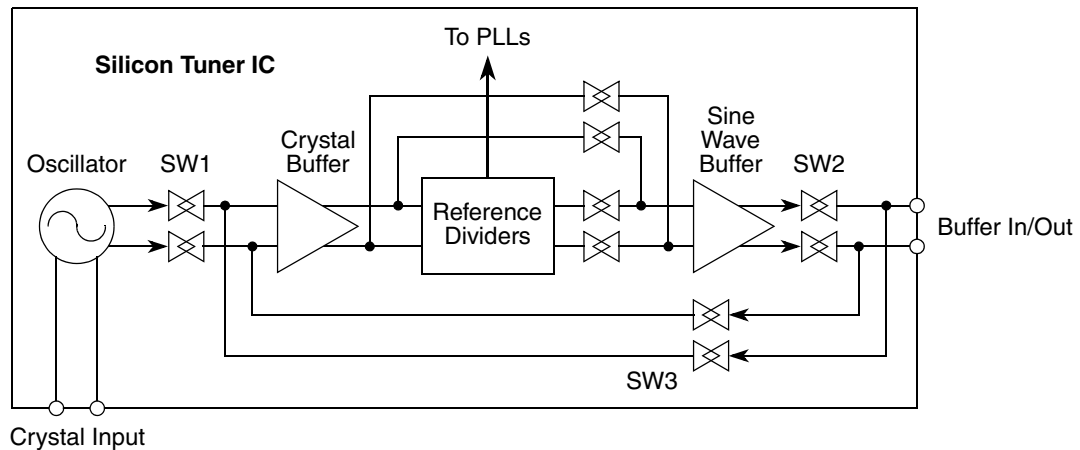 To PLLs
Silicon Tuner IC
Oscillator
SW1
Crystal
Buffer
Sine
Wave
Buffer
SW2
Reference
Dividers
Buffer In/Out
SW3
Crystal Input